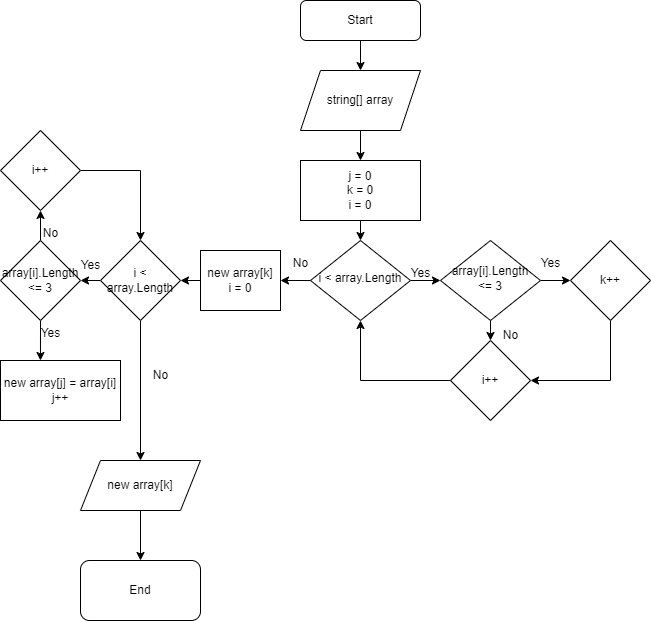 Start
string[] array
j = 0
k = 0
i = 0
i < array.Length
Yes
array[i].Length
<= 3
Yes
k++
No
i++
No
new array[k]
i = 0
i <
array.Length
Yes
array[i].Length
<= 3
No
i++
Yes
new array[j] = array[i]
j++
No
new array[k]
End